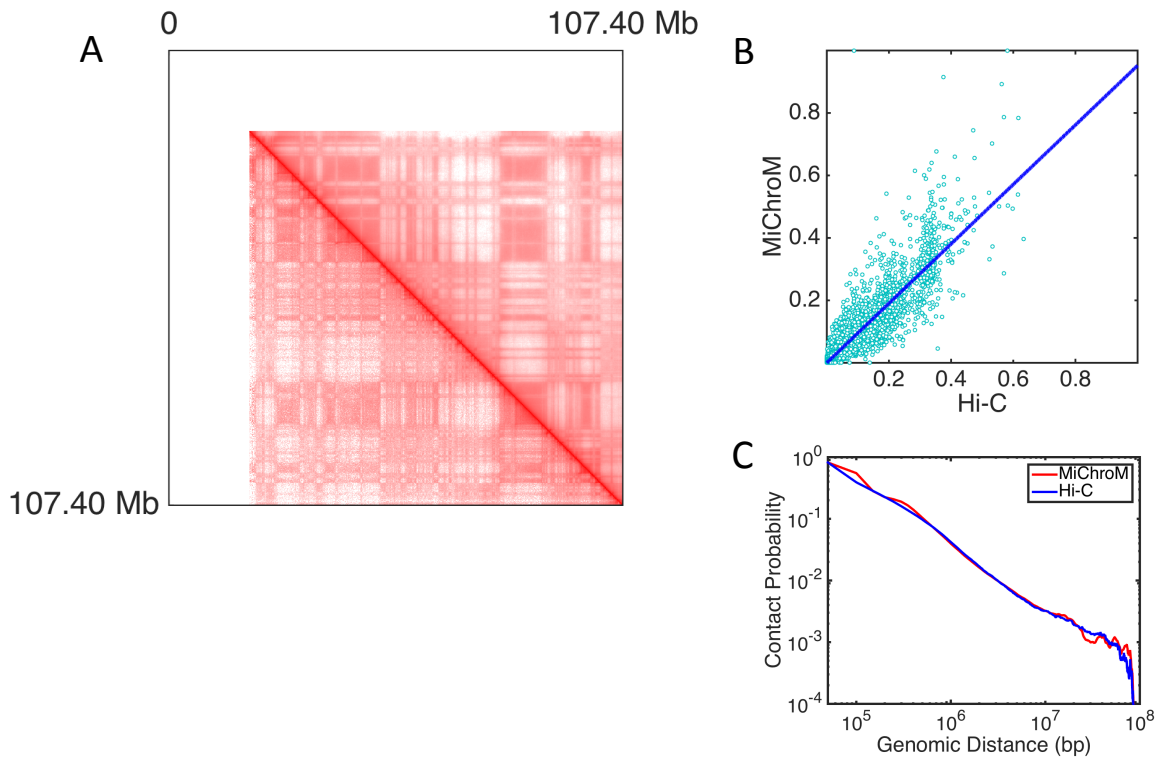 A
0
107.40 Mb
107.40 Mb
B
MiChroM
0.8
0.6
0.4
0.2
0.2 0.4 0.6 0.8
Hi-C
C
Contact Probability
10^0
10^-1
10^-2
10^-3
10^-4
MiChroM
Hi-C
10^5 10^6 10^7 10^8
Genomic Distance (bp)